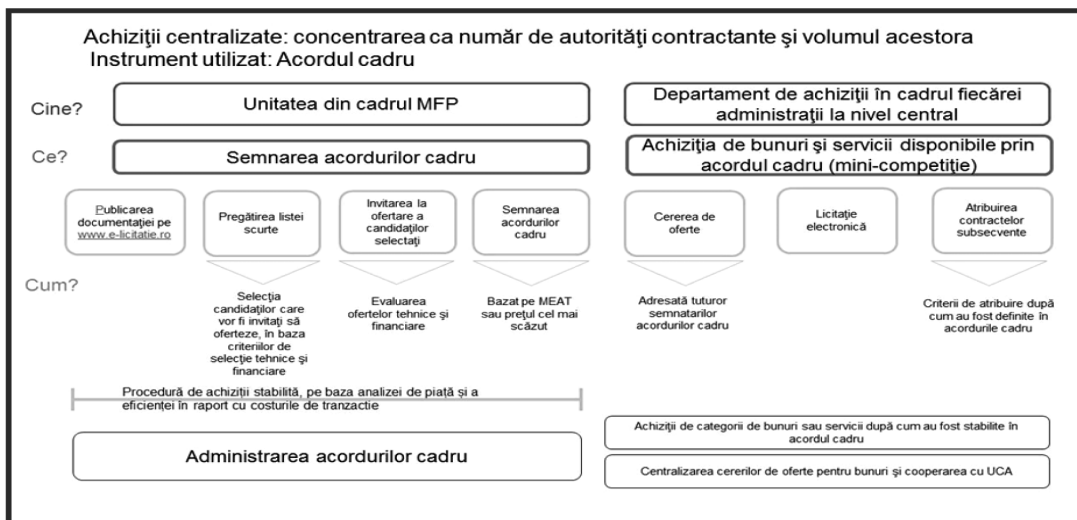 Achiziţii centralizate: concentrarea ca număr de autorităţi contractante şi volumul acestora
Instrument utilizat: Acordul cadru
Cine?
Unitatea din cadrul MFP
Departament de achiziţii în cadrul fiecărei
administraţii la nivel central
Ce?
Semnarea acordurilor cadru
Achiziţia de bunuri şi servicii disponibile prin
acordul cadru (mini-competiţie)
Publicarea
documentaţiei pe
www.e-licitatie.ro
Pregătirea listei
scurte
Invitarea la
ofertare a
candidaţilor
selectaţi
Semnarea
acordurilor
cadru
Cererea de
oferte
Licitaţie
electronică
Atribuirea
contractelor
subsecvente
Cum?
Selecţia
candidaţilor care
vor fi invitaţi să
oferteze, în baza
criteriilor de
selecţie tehnice şi
financiare
Evaluarea
ofertelor tehnice şi
financiare
Bazat pe MEAT
sau preţul cel mai
scăzut
Adresată tuturor
semnatarilor
acordurilor cadru
Criterii de atribuire după
cum au fost definite în
acordurile cadru
Procedură de achiziții stabilită, pe baza analizei de piață și a
eficienței în raport cu costurile de tranzactie
Administrarea acordurilor cadru
Achiziţii de categorii de bunuri sau servicii după cum au fost stabilite în
acordul cadru
Centralizarea cererilor de oferte pentru bunuri şi cooperarea cu UCA